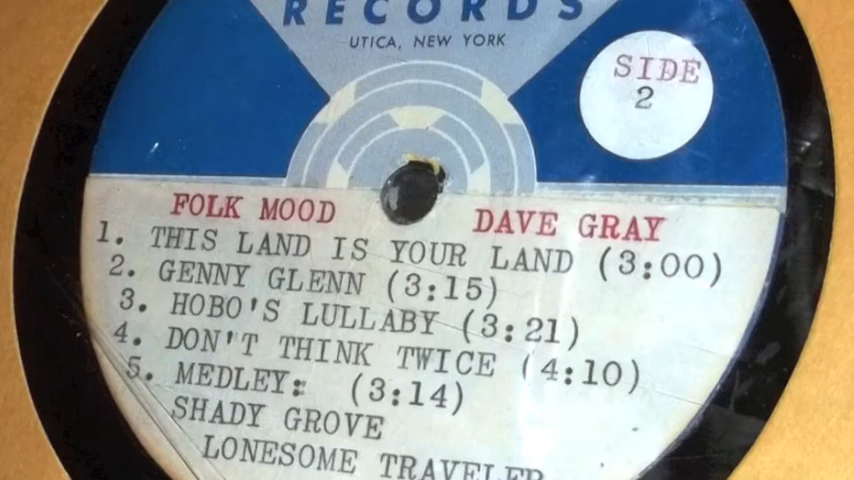 RECORDS
UTICA, NEW YORK
SIDE
2
FOLK MOOD DAVE GRAY
1. THIS LAND IS YOUR LAND (3:00)
2. GENNY GLENN (3:15)
3. HOBO'S LULLABY (3:21)
4. DON'T THINK TWICE (4:10)
5. MEDLEY: (3:14)
SHADY GROVE
LONESOME TRAVELER